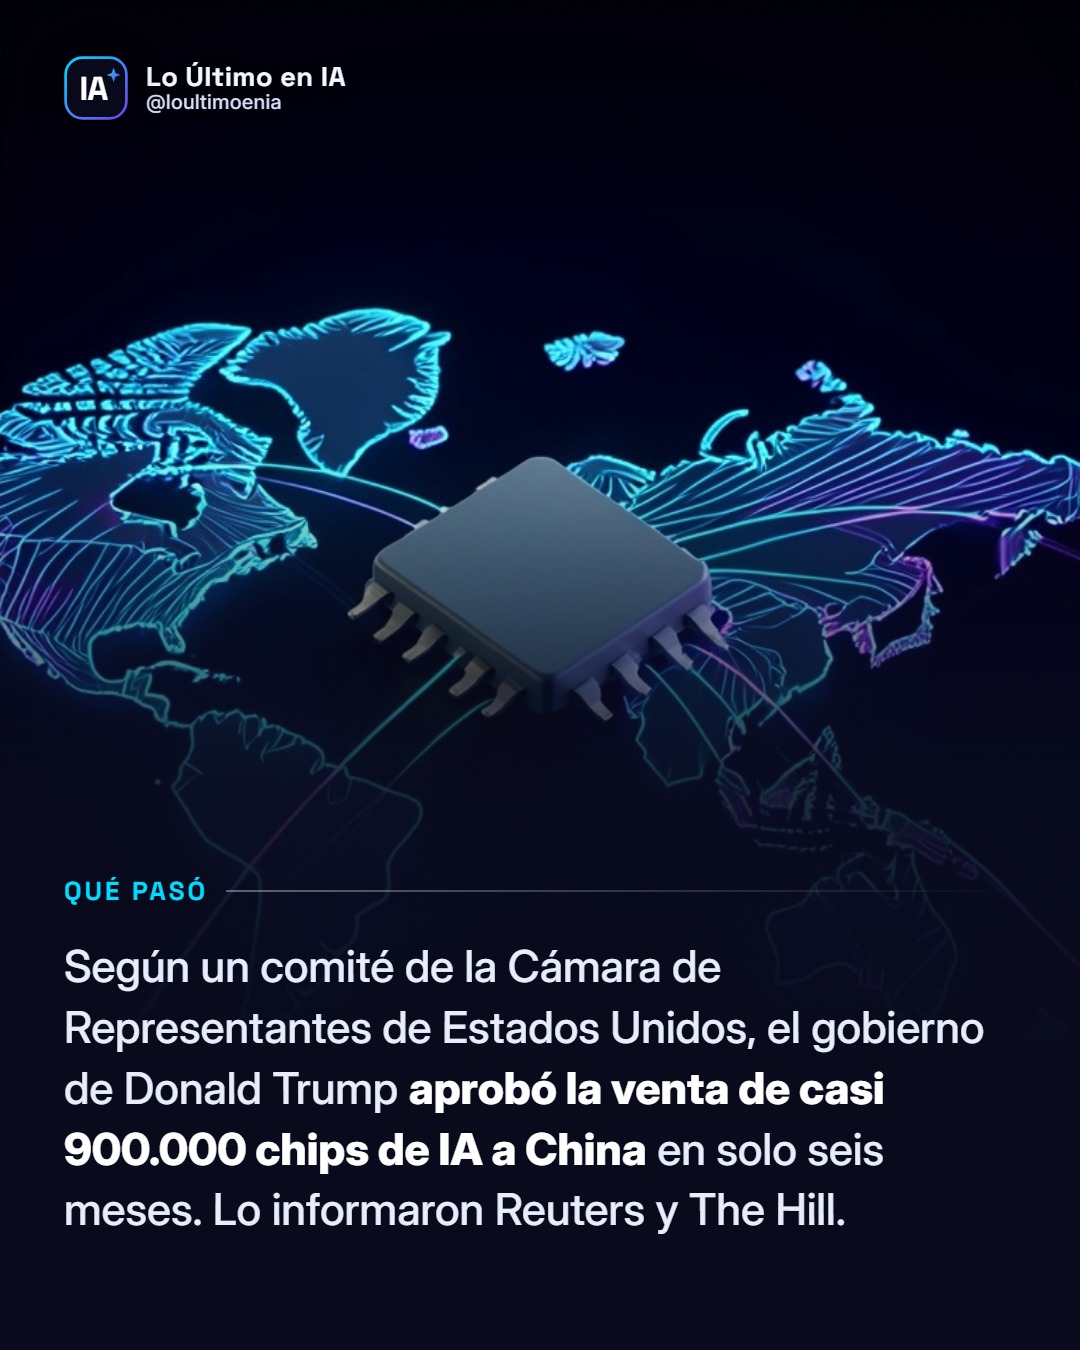 IA
Lo Último en IA
@loultimoenia
QUÉ PASÓ
Según un comité de la Cámara de
Representantes de Estados Unidos, el gobierno
de Donald Trump aprobó la venta de casi
900.000 chips de IA a China en solo seis
meses. Lo informaron Reuters y The Hill.